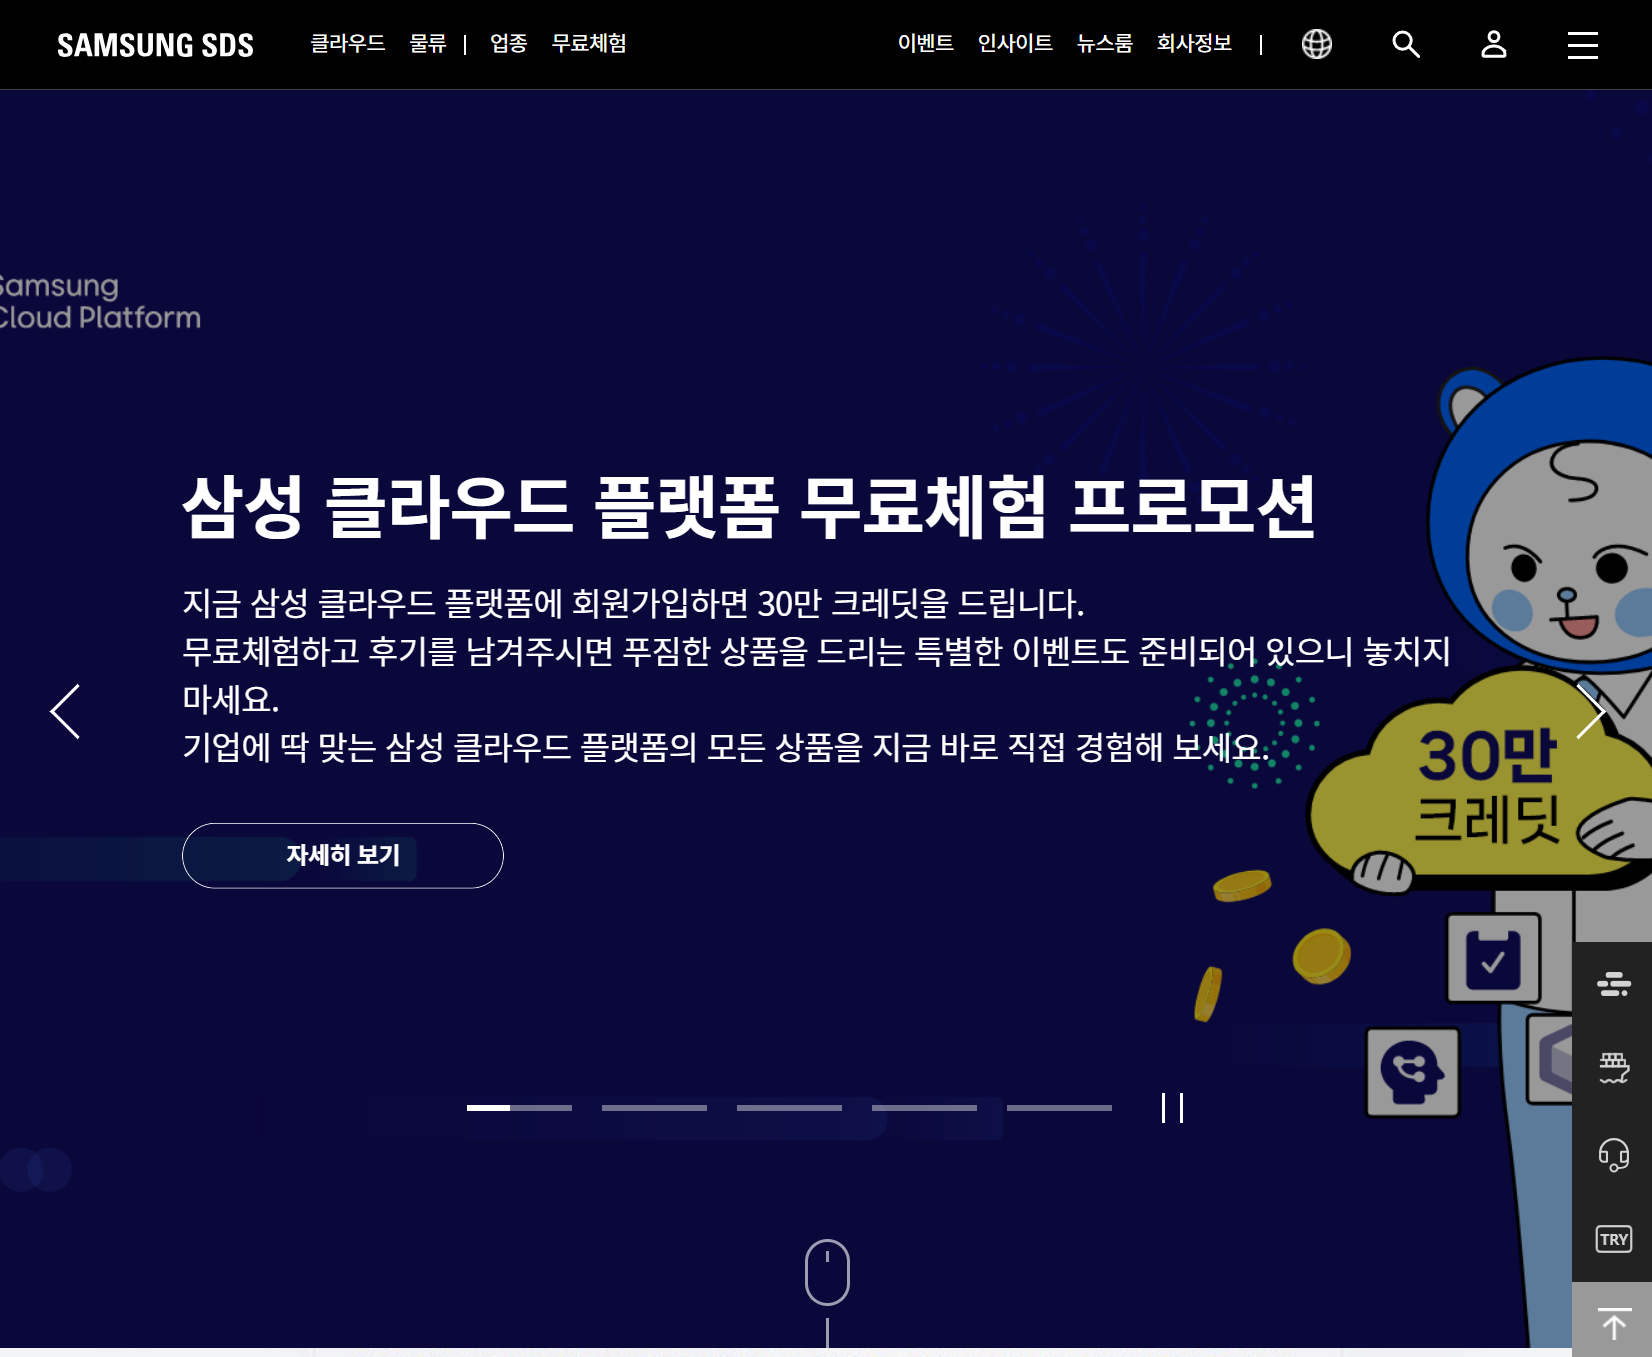 SAMSUNG SDS 클라우드 물류 | 업종 무료체험 이벤트 인사이트 뉴스룸 회사정보 |
Samsung
Cloud Platform
삼성 클라우드 플랫폼 무료체험 프로모션
지금 삼성 클라우드 플랫폼에 회원가입하면 30만 크레딧을 드립니다.
무료체험하고 후기를 남겨주시면 푸짐한 상품을 드리는 특별한 이벤트도 준비되어 있으니 놓치지
마세요.
기업에 딱 맞는 삼성 클라우드 플랫폼의 모든 상품을 지금 바로 직접 경험해 보세요.
30만
크레딧
자세히 보기
TRY